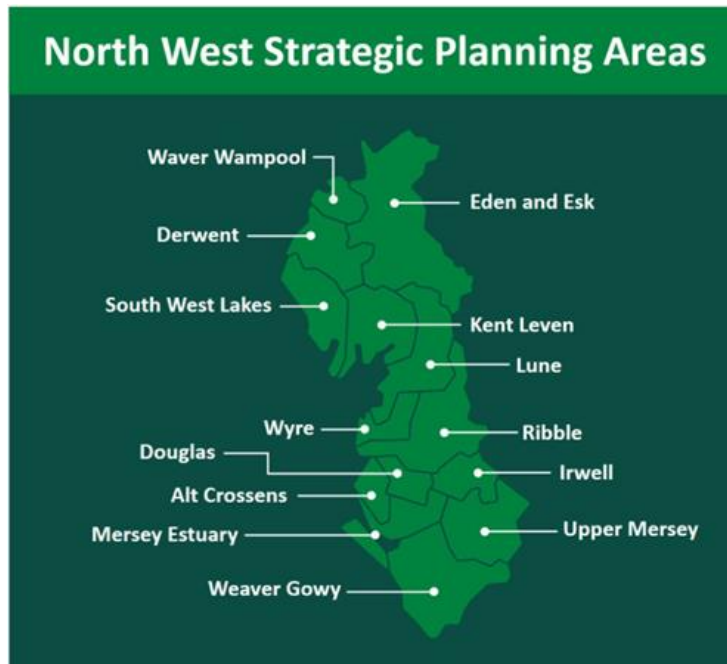 North West Strategic Planning Areas
Waver Wampool
Eden and Esk
Derwent
South West Lakes
Kent Leven
Lune
Wyre
Ribble
Douglas
Irwell
Alt Crossens
Mersey Estuary
Upper Mersey
Weaver Gowy